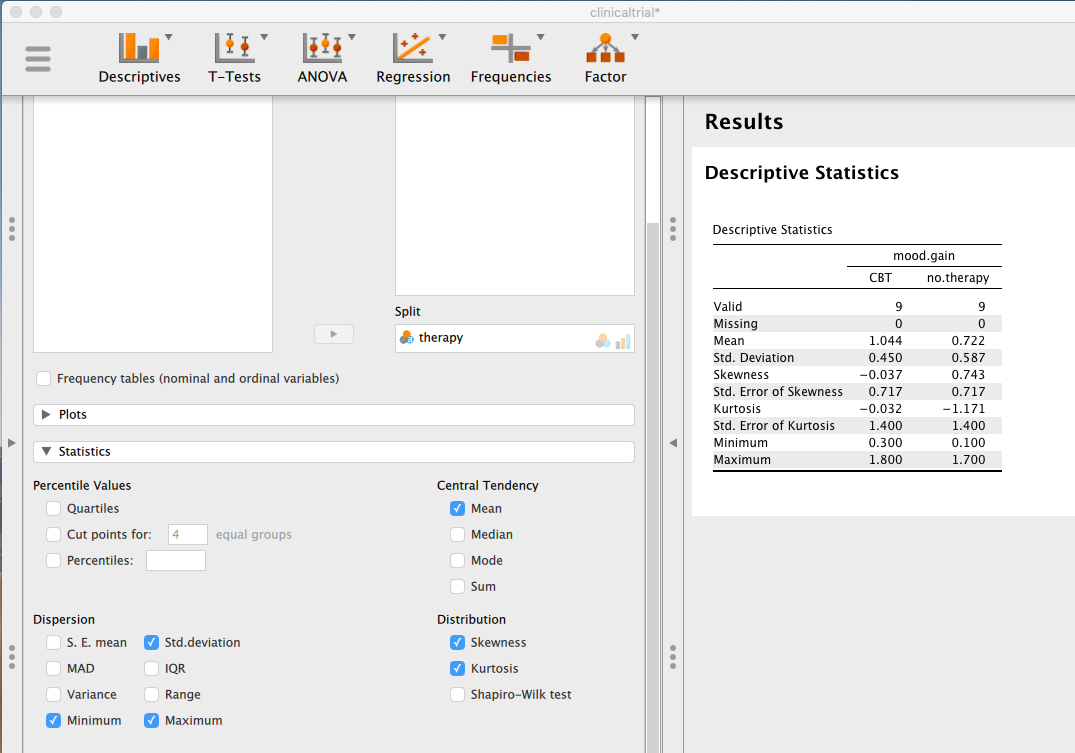 clinicaltrial*
Descriptives T-Tests ANOVA Regression Frequencies Factor
Split
therapy
Frequency tables (nominal and ordinal variables)
Plots
Statistics
Percentile Values
Quartiles
Cut points for: 4 equal groups
Percentiles:
Central Tendency
Mean
Median
Mode
Sum
Dispersion
S. E. mean Std.deviation
MAD IQR
Variance Range
Minimum Maximum
Distribution
Skewness
Kurtosis
Shapiro-Wilk test
Results
Descriptive Statistics
Descriptive Statistics
mood.gain
CBT no.therapy
Valid 9 9
Missing 0 0
Mean 1.044 0.722
Std. Deviation 0.450 0.587
Skewness −0.037 0.743
Std. Error of Skewness 0.717 0.717
Kurtosis −0.032 −1.171
Std. Error of Kurtosis 1.400 1.400
Minimum 0.300 0.100
Maximum 1.800 1.700